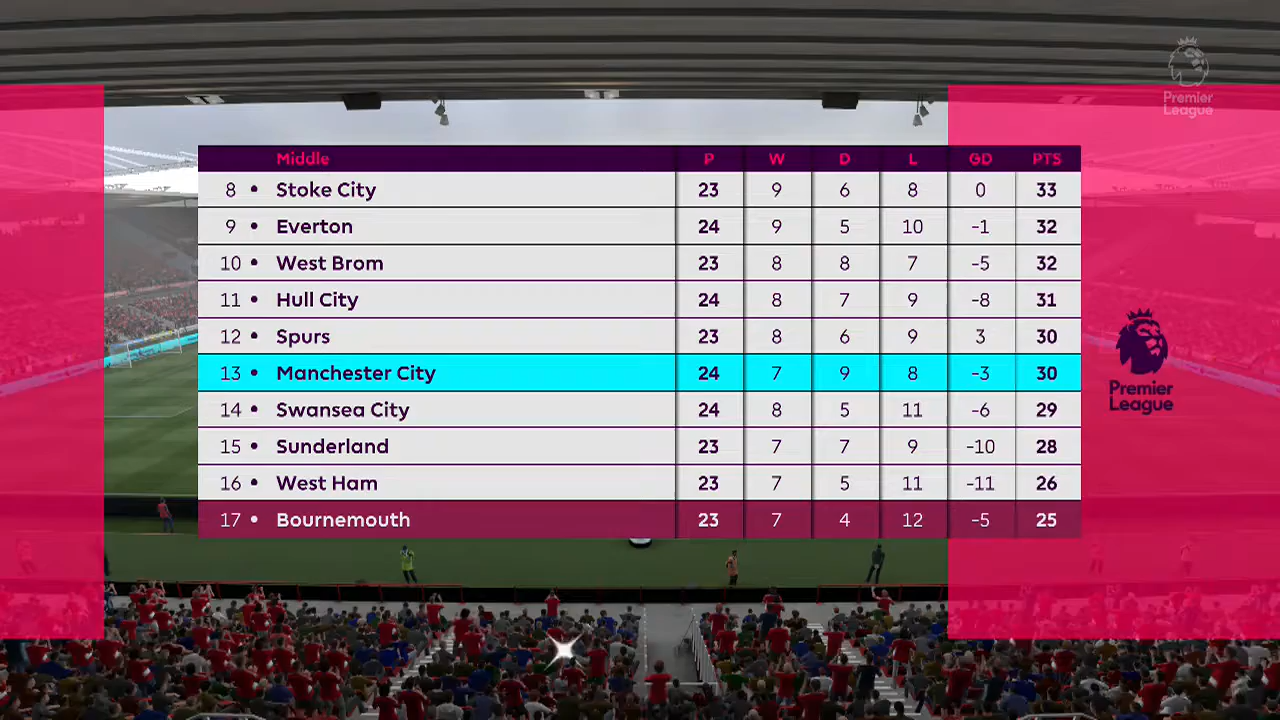 Premier
League
Middle P W D L GD PTS
8 • Stoke City 23 9 6 8 0 33
9 • Everton 24 9 5 10 -1 32
10 • West Brom 23 8 8 7 -5 32
11 • Hull City 24 8 7 9 -8 31
12 • Spurs 23 8 6 9 3 30
13 • Manchester City 24 7 9 8 -3 30
14 • Swansea City 24 8 5 11 -6 29
15 • Sunderland 23 7 7 9 -10 28
16 • West Ham 23 7 5 11 -11 26
17 • Bournemouth 23 7 4 12 -5 25
Premier
League